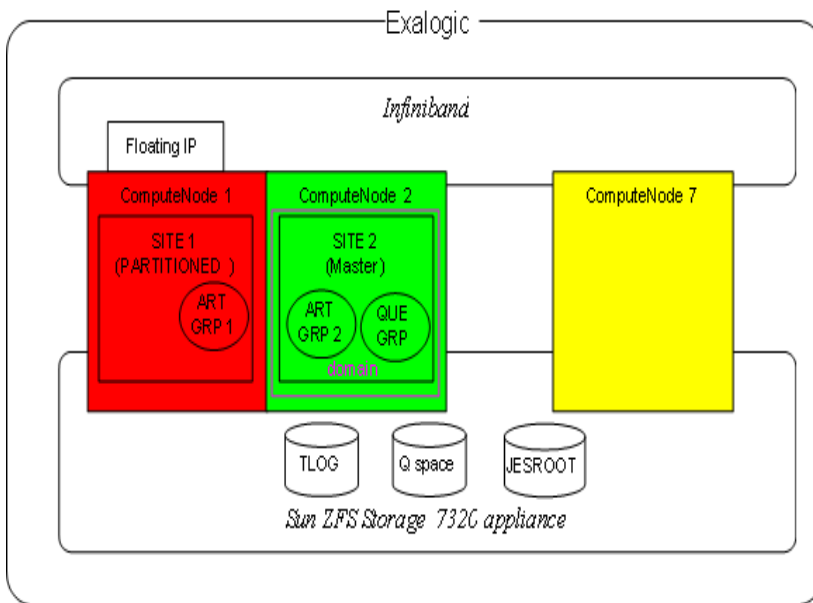 Exalogic
Infiniband
Floating IP
ComputeNode 1
ComputeNode 2
ComputeNode 7
SITE 1
(PARTITIONED )
SITE 2
(Master)
ART
GRP 1
ART
GRP 2
QUE
GRP
domain
TLOG
Q space
JESROOT
Sun ZFS Storage 732C appliance